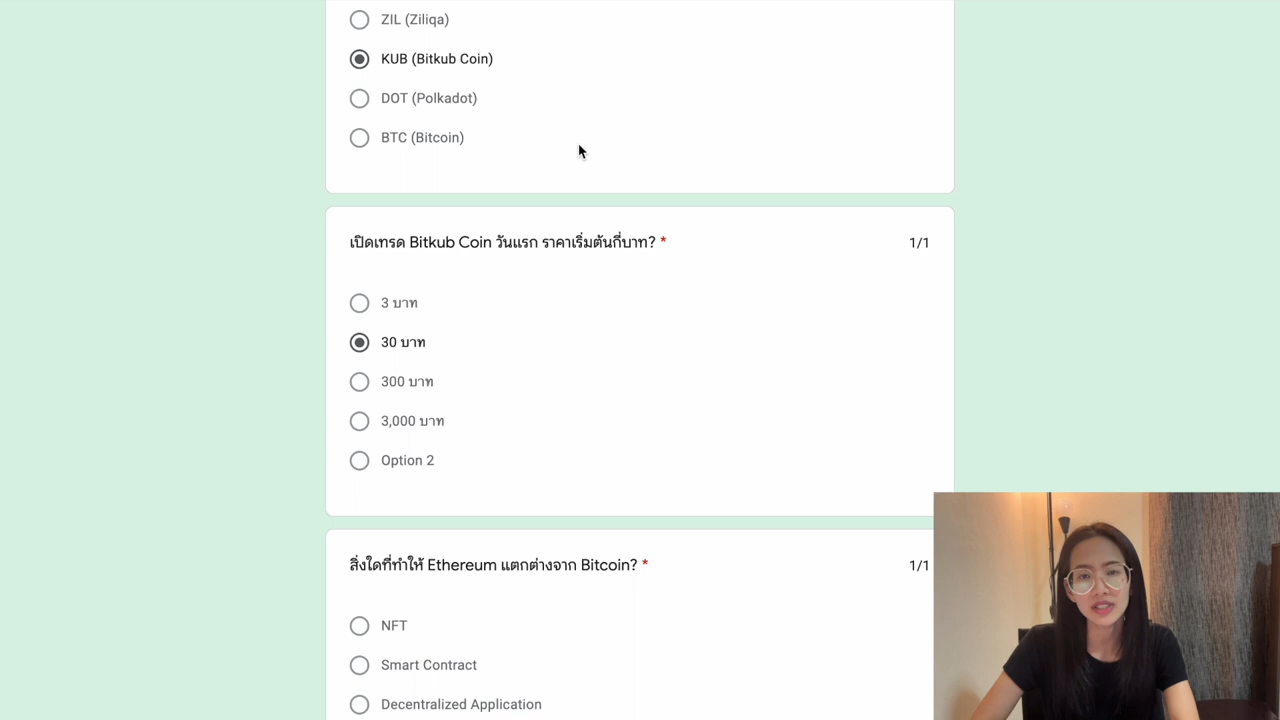 ZIL (Ziliqa)
KUB (Bitkub Coin)
DOT (Polkadot)
BTC (Bitcoin)
เปิดเทรด Bitkub Coin วันแรก ราคาเริ่มต้นกี่บาท? *
1/1
3 บาท
30 บาท
300 บาท
3,000 บาท
Option 2
สิ่งใดที่ทำให้ Ethereum แตกต่างจาก Bitcoin? *
1/1
NFT
Smart Contract
Decentralized Application